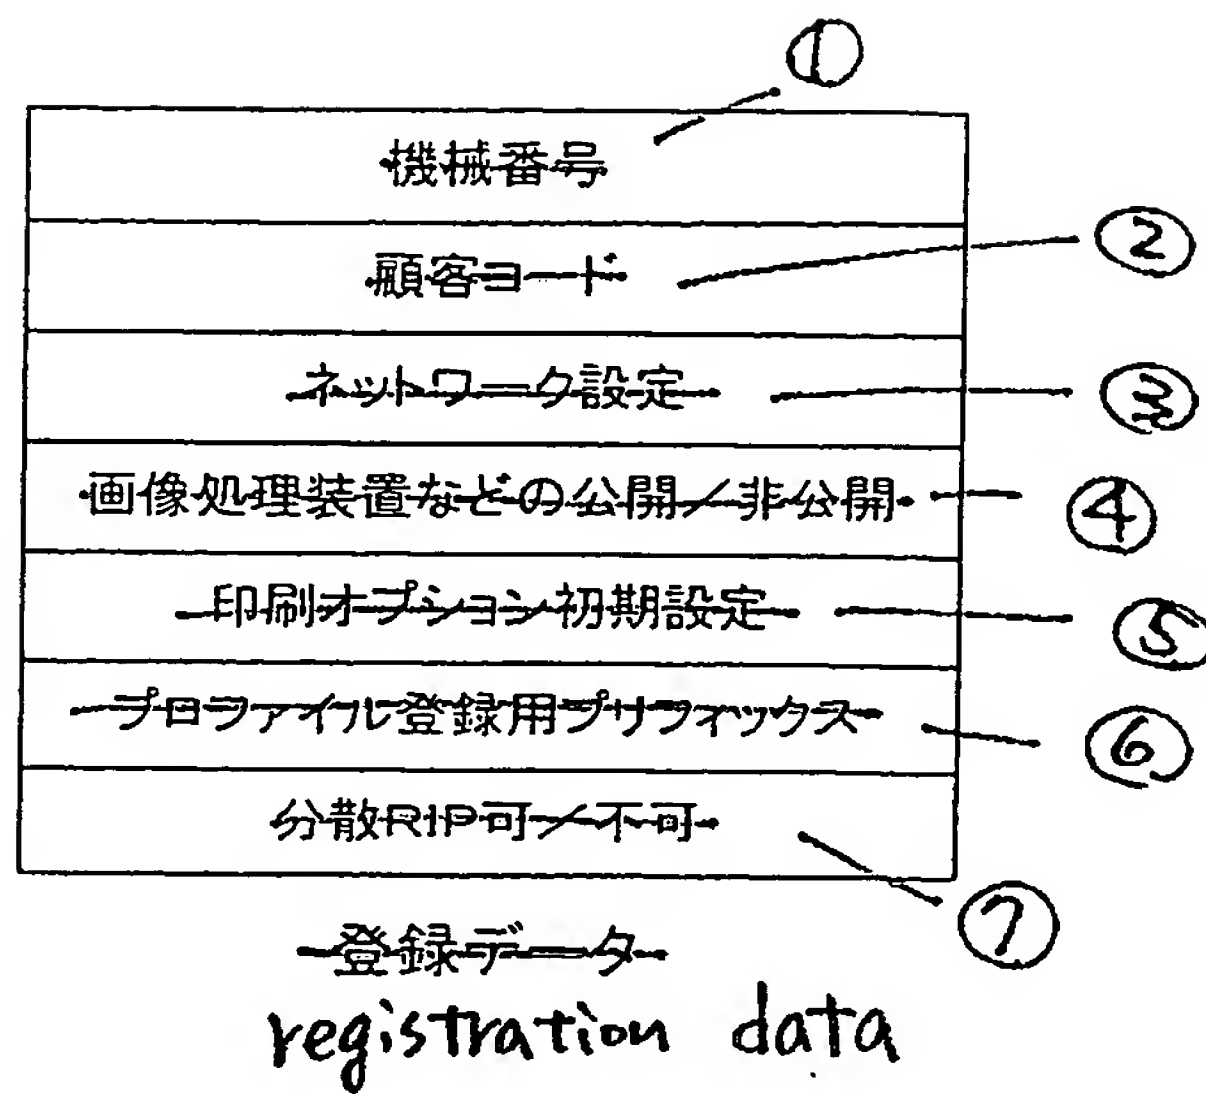 ①
機械番号
顧客コード ②
ネットワーク設定 ③
画像処理装置などの公開／非公開 ④
印刷オプション初期設定 ⑤
プロファイル登録用プリフィックス ⑥
分散RIP可／不可
⑦
登録データ
registration data